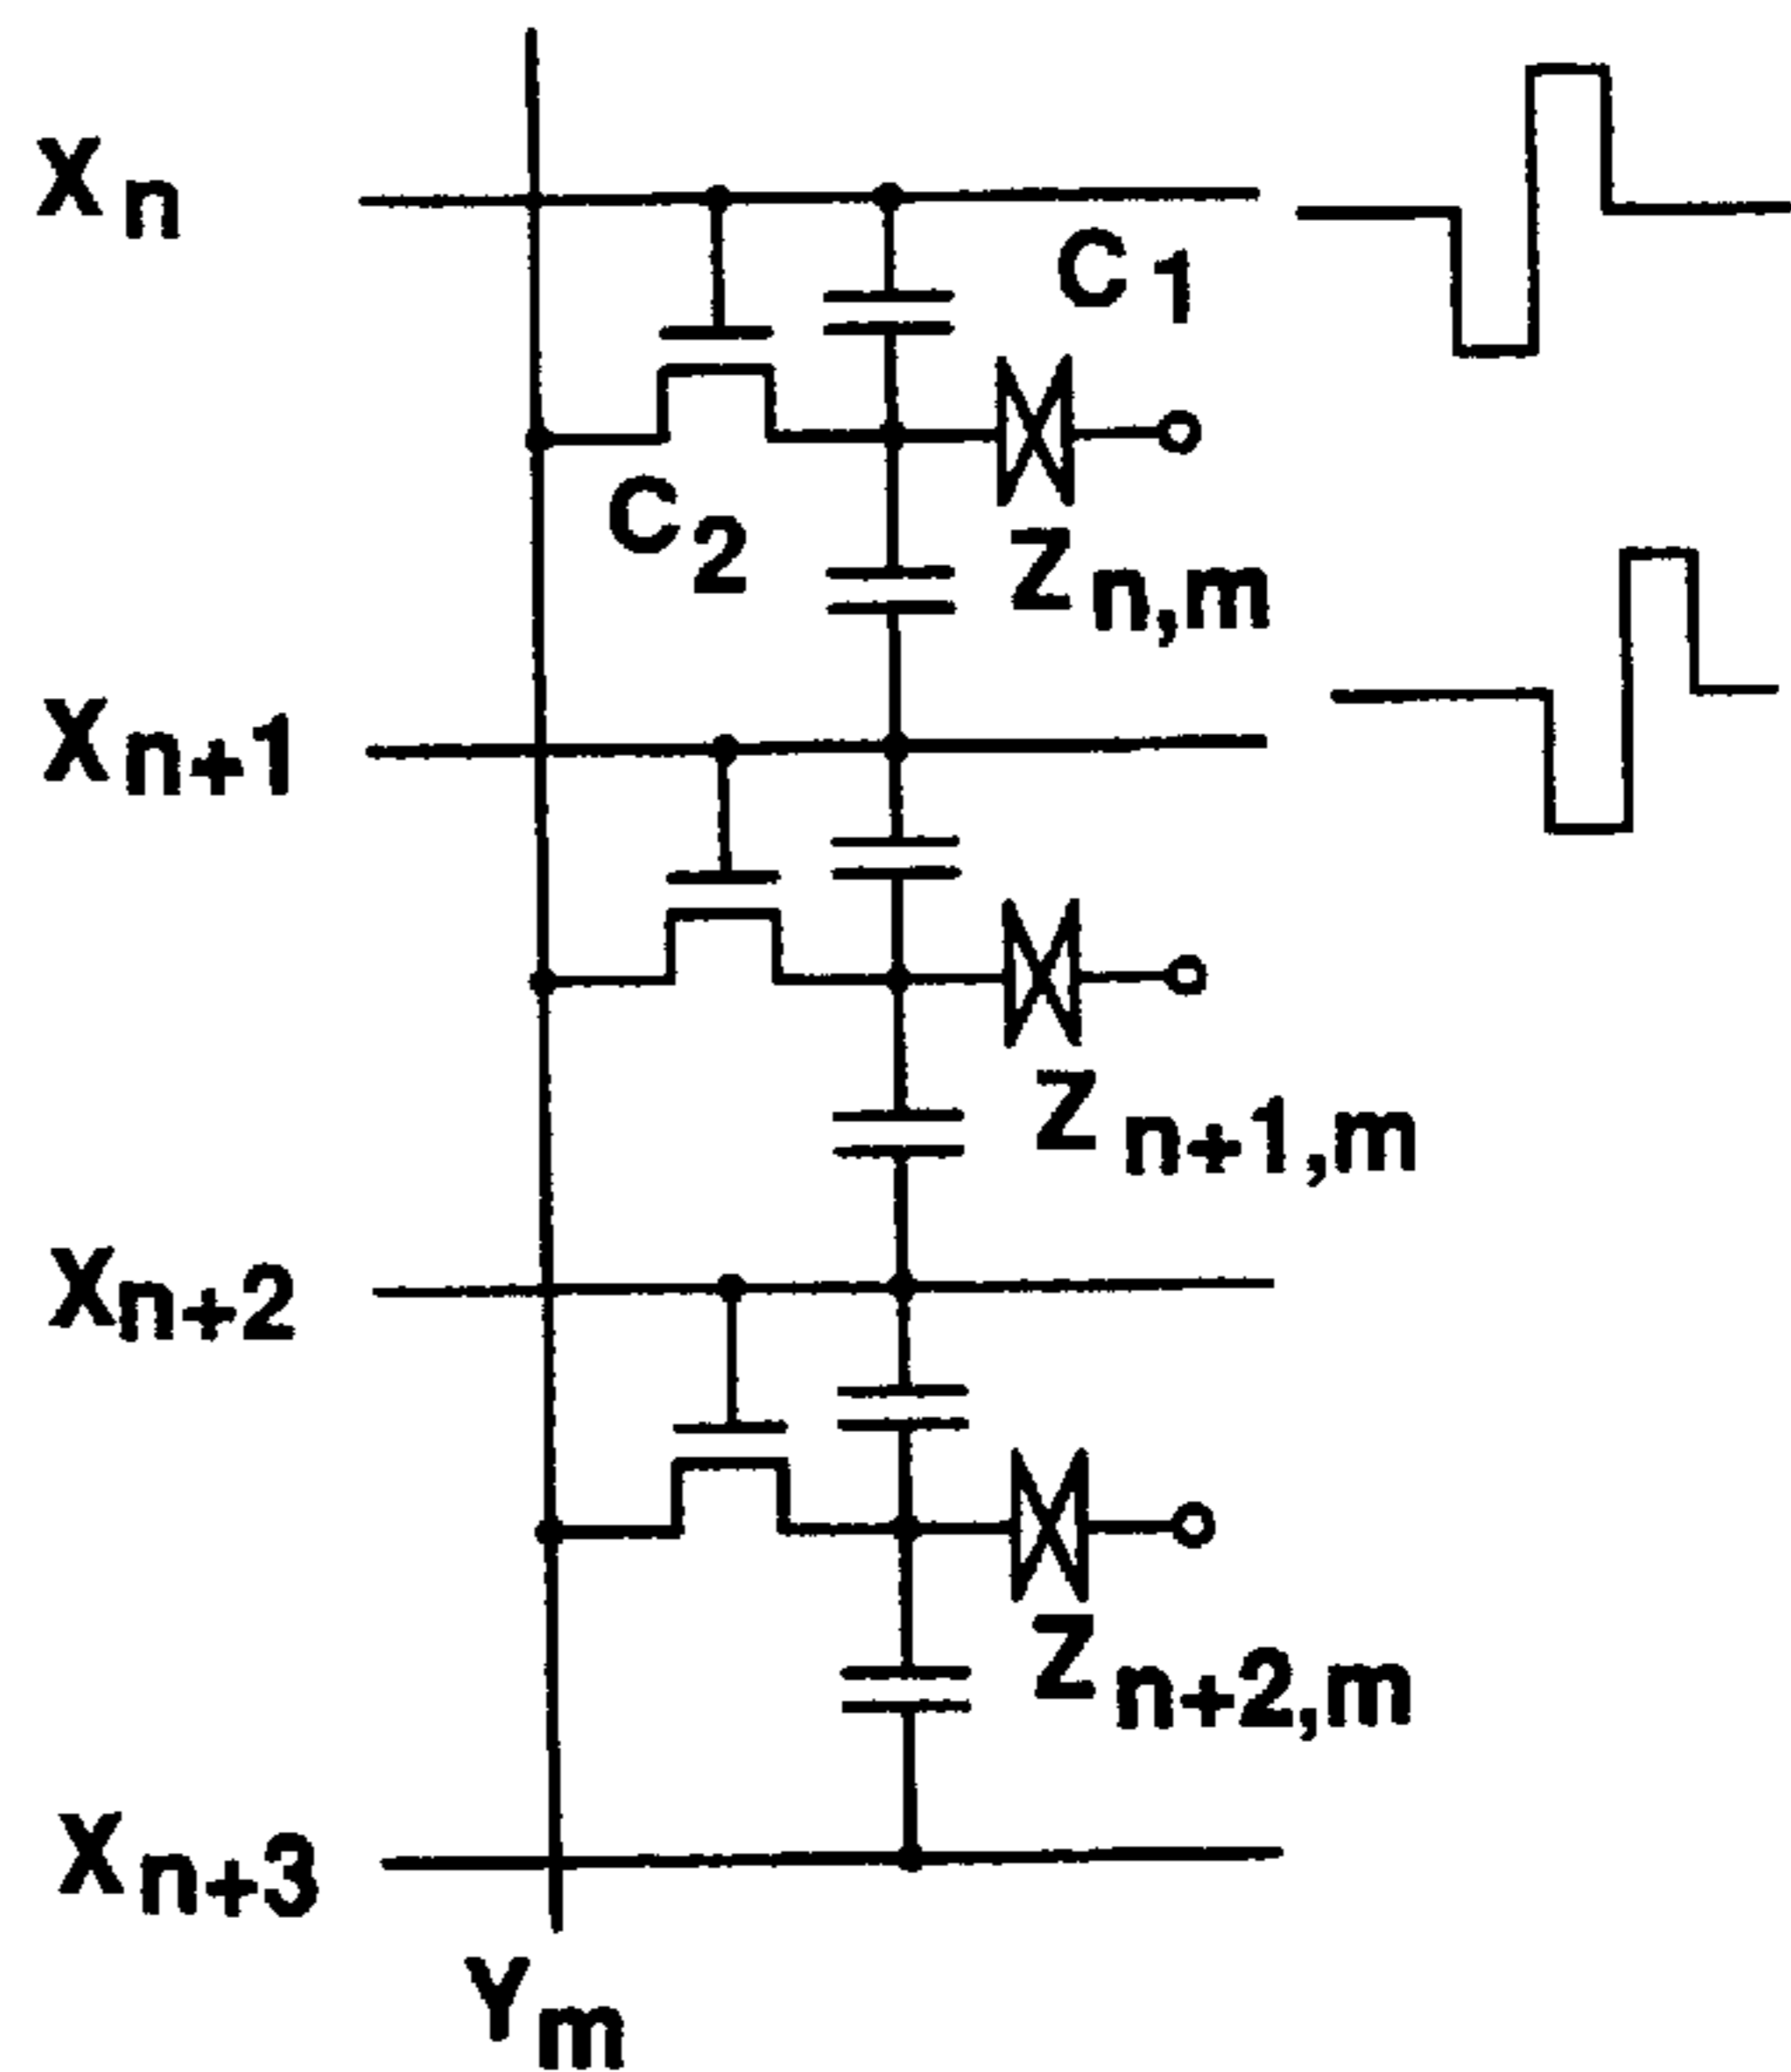 Xn
C1
C2
Zn,m
Xn+1
Zn+1,m
Xn+2
Zn+2,m
Xn+3
Ym